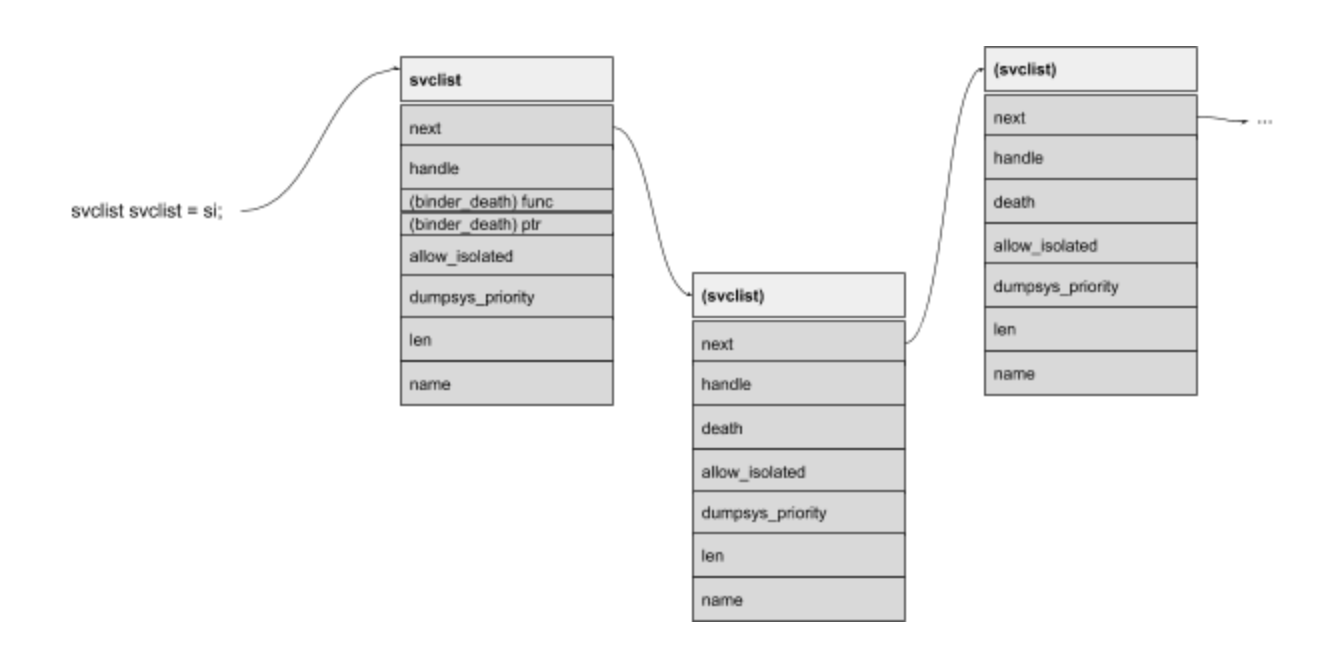 svclist svclist = si;
svclist
next
handle
(binder_death) func
(binder_death) ptr
allow_isolated
dumpsys_priority
len
name
(svclist)
next
handle
death
allow_isolated
dumpsys_priority
len
name
(svclist)
next
handle
death
allow_isolated
dumpsys_priority
len
name
...